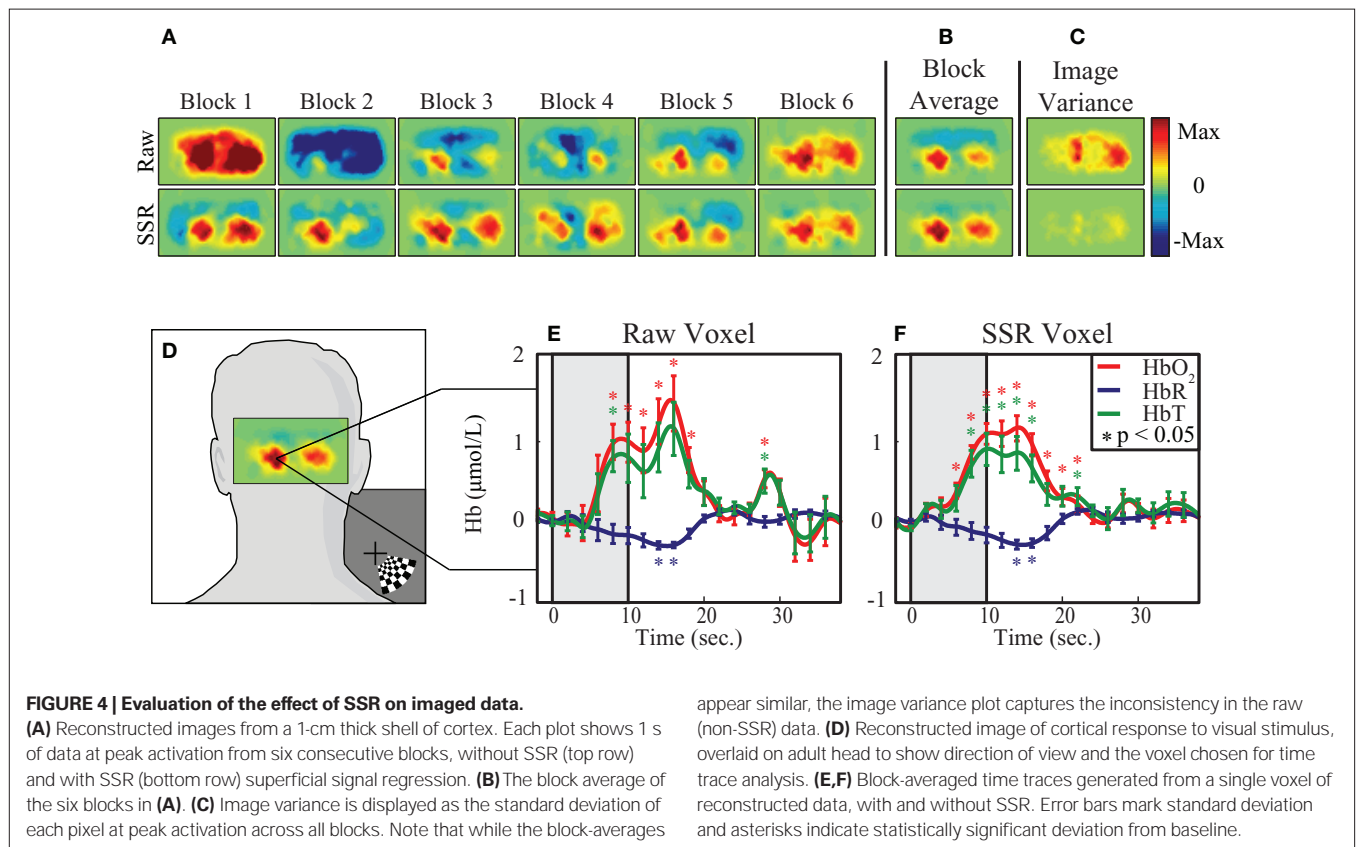 A
B
C
Block Average
Image Variance
Block 1 Block 2 Block 3 Block 4 Block 5 Block 6
Raw
SSR
Max
0
-Max
D
E Raw Voxel
F SSR Voxel
Hb (μmol/L)
2
1
0
-1
0 10 20 30
Time (sec.)
2
1
0
-1
0 10 20 30
Time (sec.)
HbO₂
HbR
HbT
* p < 0.05
FIGURE 4 | Evaluation of the effect of SSR on imaged data.
(A) Reconstructed images from a 1-cm thick shell of cortex. Each plot shows 1 s
of data at peak activation from six consecutive blocks, without SSR (top row)
and with SSR (bottom row) superficial signal regression. (B) The block average of
the six blocks in (A). (C) Image variance is displayed as the standard deviation of
each pixel at peak activation across all blocks. Note that while the block-averages
appear similar, the image variance plot captures the inconsistency in the raw
(non-SSR) data. (D) Reconstructed image of cortical response to visual stimulus,
overlaid on adult head to show direction of view and the voxel chosen for time
trace analysis. (E,F) Block-averaged time traces generated from a single voxel of
reconstructed data, with and without SSR. Error bars mark standard deviation
and asterisks indicate statistically significant deviation from baseline.